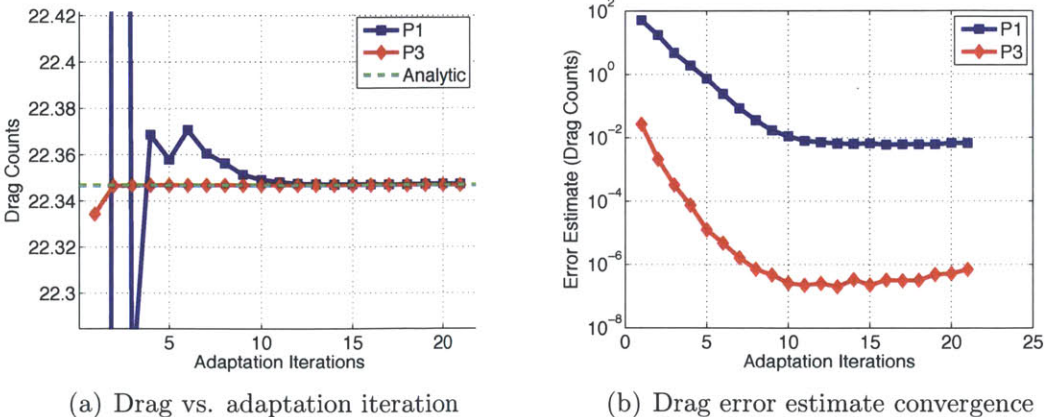 22.42
22.4
22.38
22.36
22.34
22.32
22.3
Drag Counts
5
10
15
20
Adaptation Iterations
P1
P3
Analytic
(a) Drag vs. adaptation iteration
10^2
10^0
10^-2
10^-4
10^-6
10^-8
Error Estimate (Drag Counts)
0
5
10
15
20
25
Adaptation Iterations
P1
P3
(b) Drag error estimate convergence